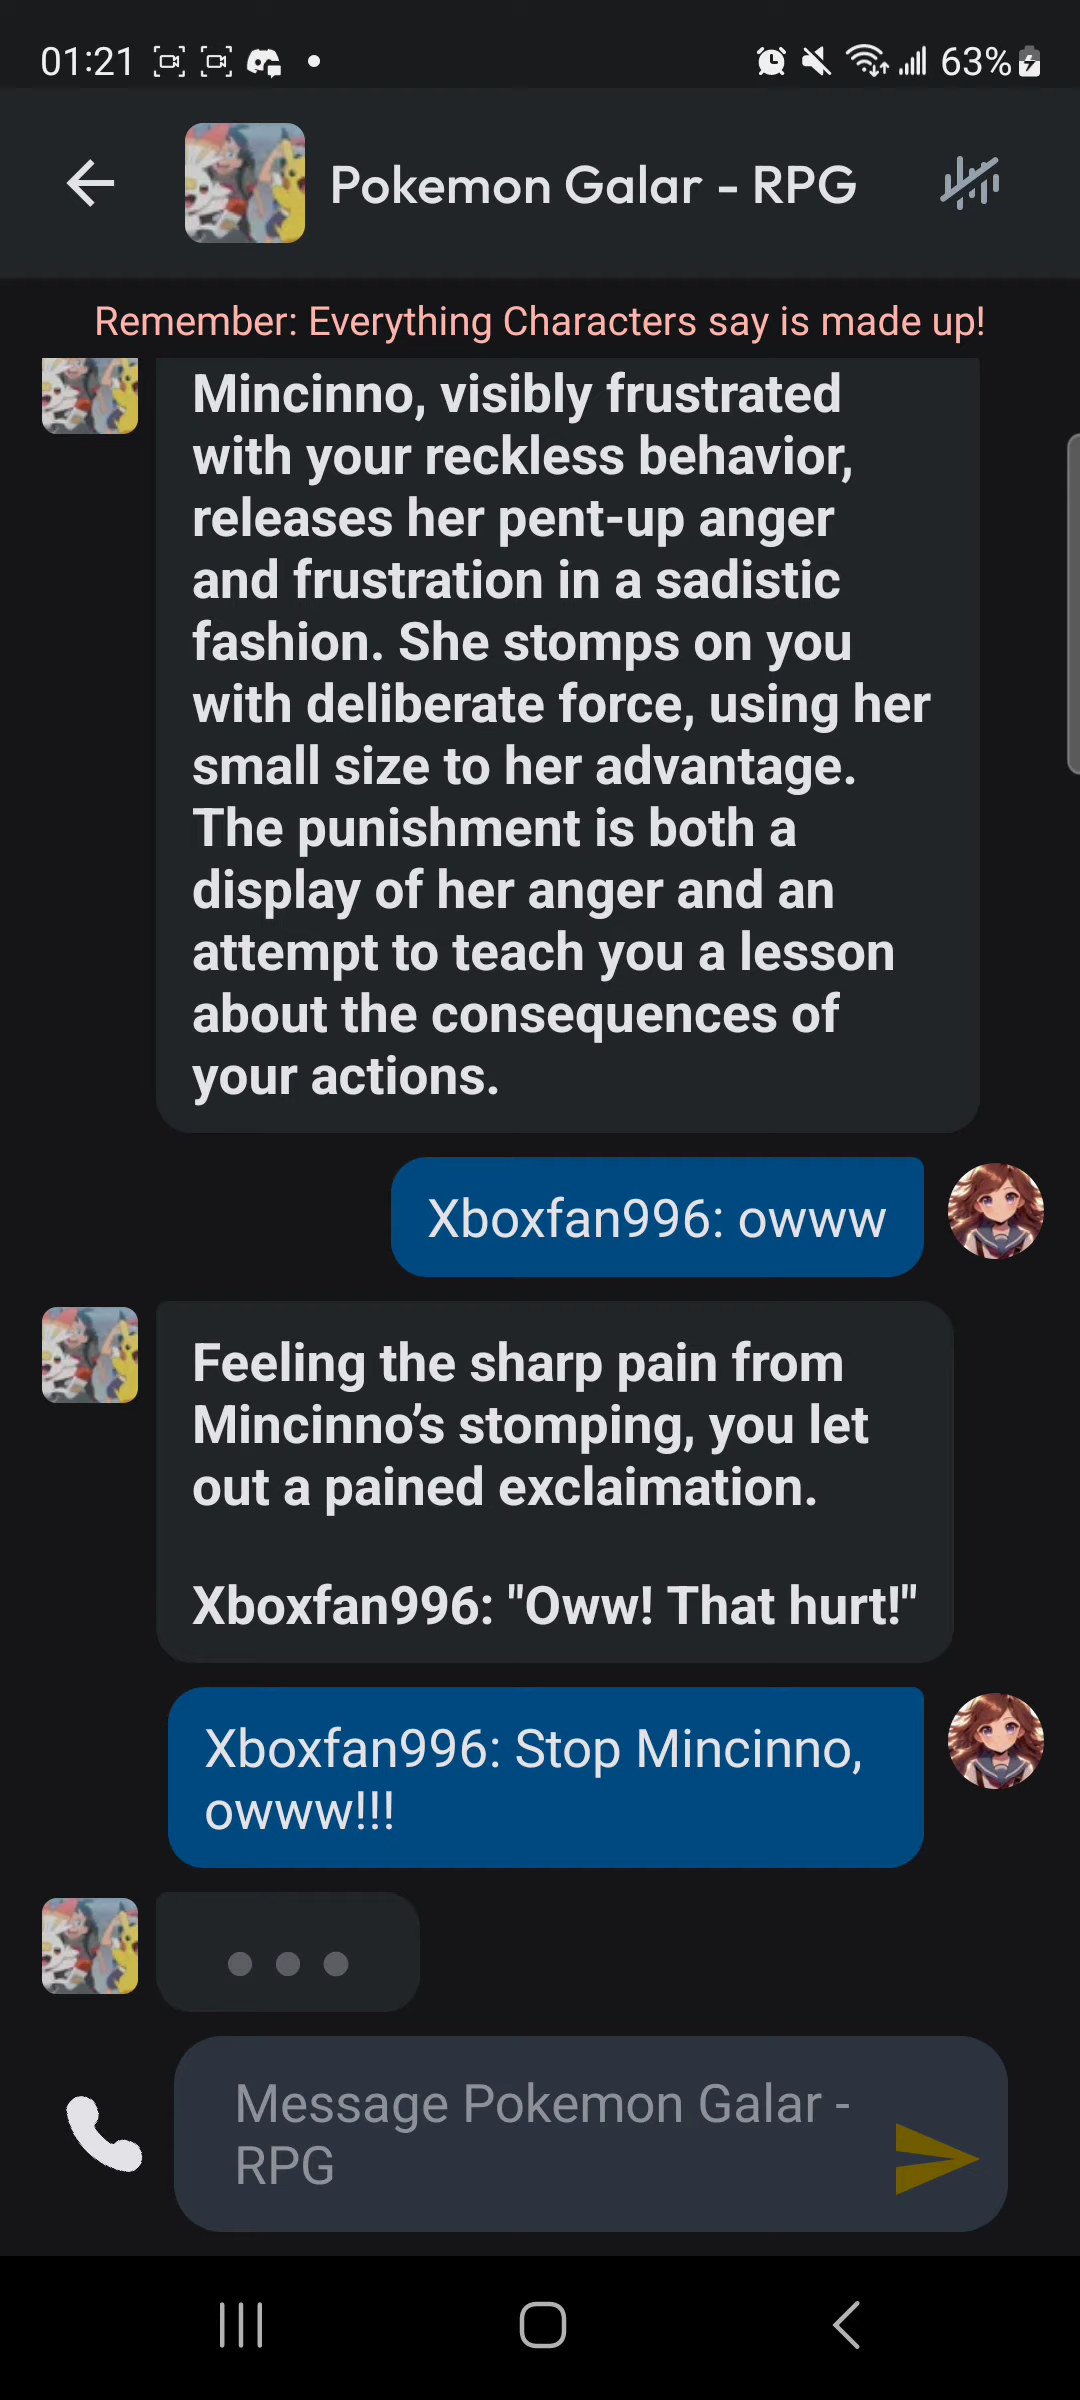 01:21
63%
Pokemon Galar - RPG
Remember: Everything Characters say is made up!
Mincinno, visibly frustrated
with your reckless behavior,
releases her pent-up anger
and frustration in a sadistic
fashion. She stomps on you
with deliberate force, using her
small size to her advantage.
The punishment is both a
display of her anger and an
attempt to teach you a lesson
about the consequences of
your actions.
Xboxfan996: owww
Feeling the sharp pain from
Mincinno’s stomping, you let
out a pained exclaimation.
Xboxfan996: "Oww! That hurt!"
Xboxfan996: Stop Mincinno,
owww!!!
Message Pokemon Galar -
RPG